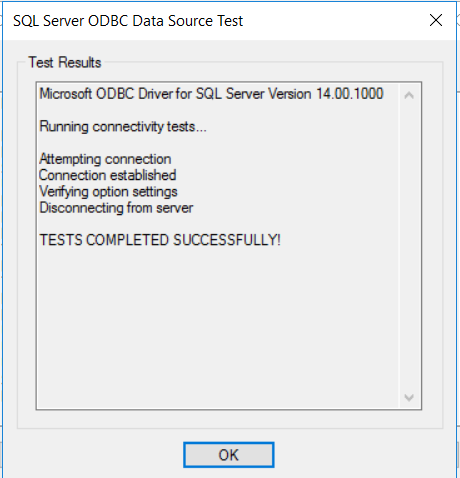 SQL Server ODBC Data Source Test
Test Results
Microsoft ODBC Driver for SQL Server Version 14.00.1000
Running connectivity tests...
Attempting connection
Connection established
Verifying option settings
Disconnecting from server
TESTS COMPLETED SUCCESSFULLY!
OK